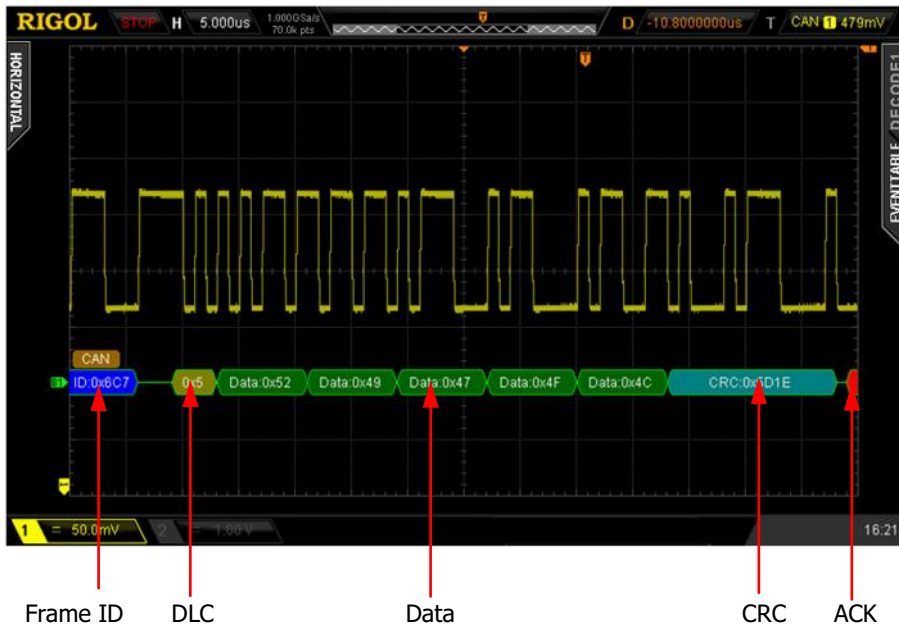 RIGOL STOP H 5.000us 1.000GSa/s D -10.8000000us T CAN 1 479mV
70.0k pts
T
T
HORIZONTAL
EVENTTABLE DECODE1
CAN
ID:0x6C7 0x5 Data:0x52 Data:0x49 Data:0x47 Data:0x4F Data:0x4C CRC:0x5D1E
1 = 50.0mV 2 = 1.00 V 16:21
Frame ID DLC Data CRC ACK